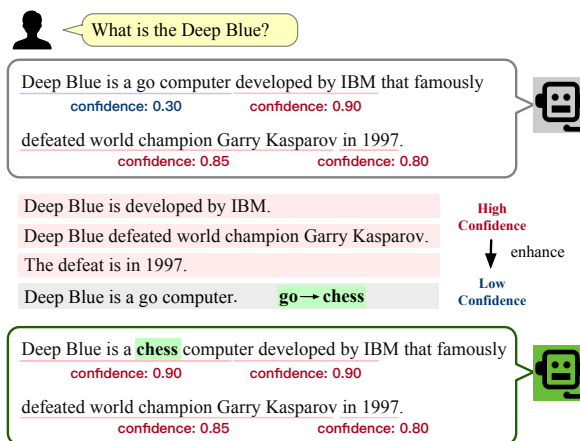 What is the Deep Blue?
Deep Blue is a go computer developed by IBM that famously
confidence: 0.30 confidence: 0.90
defeated world champion Garry Kasparov in 1997.
confidence: 0.85 confidence: 0.80
Deep Blue is developed by IBM.
Deep Blue defeated world champion Garry Kasparov.
The defeat is in 1997.
Deep Blue is a go computer. go → chess
High
Confidence
enhance
Low
Confidence
Deep Blue is a chess computer developed by IBM that famously
confidence: 0.90 confidence: 0.90
defeated world champion Garry Kasparov in 1997.
confidence: 0.85 confidence: 0.80